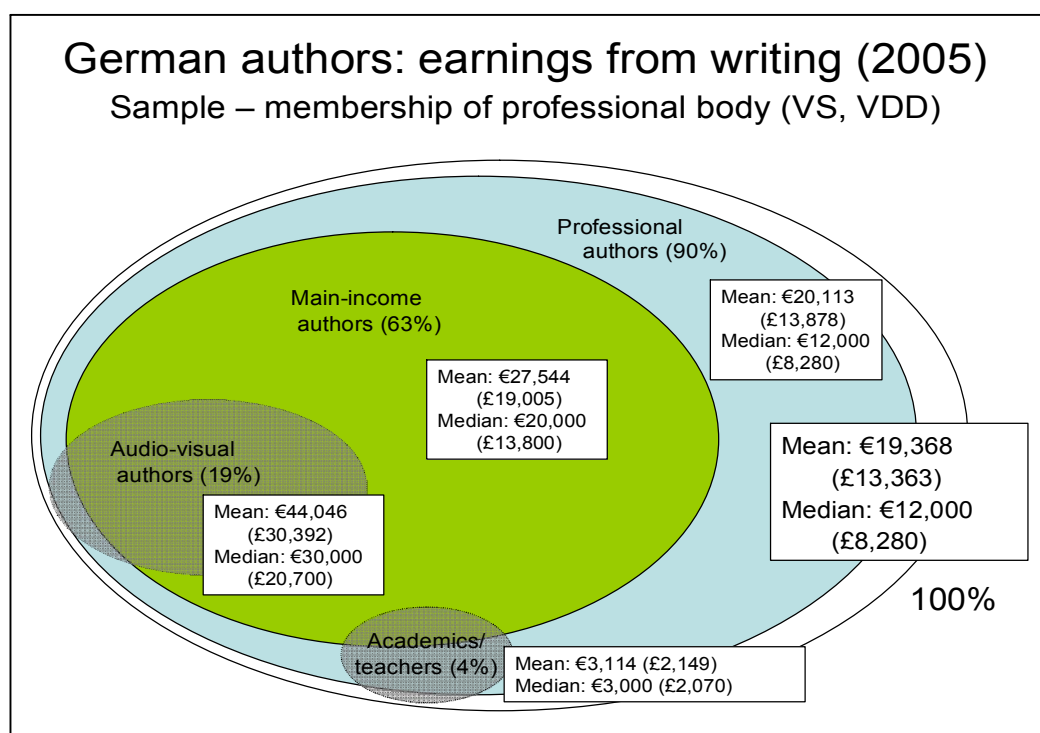 German authors: earnings from writing (2005)
Sample – membership of professional body (VS, VDD)
Professional
authors (90%)
Mean: €20,113
(£13,878)
Median: €12,000
(£8,280)
Main-income
authors (63%)
Mean: €27,544
(£19,005)
Median: €20,000
(£13,800)
Mean: €19,368
(£13,363)
Median: €12,000
(£8,280)
100%
Audio-visual
authors (19%)
Mean: €44,046
(£30,392)
Median: €30,000
(£20,700)
Academics/
teachers (4%)
Mean: €3,114 (£2,149)
Median: €3,000 (£2,070)